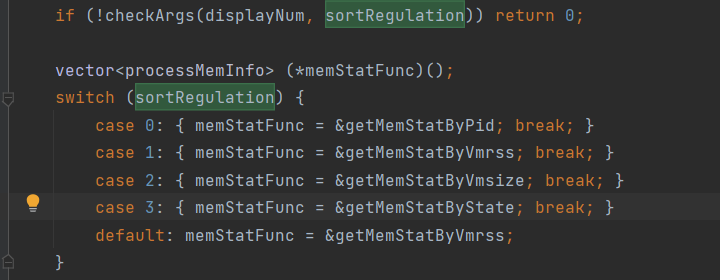 if (!checkArgs(displayNum, sortRegulation)) return 0;
vector<processMemInfo> (*memStatFunc)();
switch (sortRegulation) {
case 0: { memStatFunc = &getMemStatByPid; break; }
case 1: { memStatFunc = &getMemStatByVmrss; break; }
case 2: { memStatFunc = &getMemStatByVmsize; break; }
case 3: { memStatFunc = &getMemStatByState; break; }
default: memStatFunc = &getMemStatByVmrss;
}